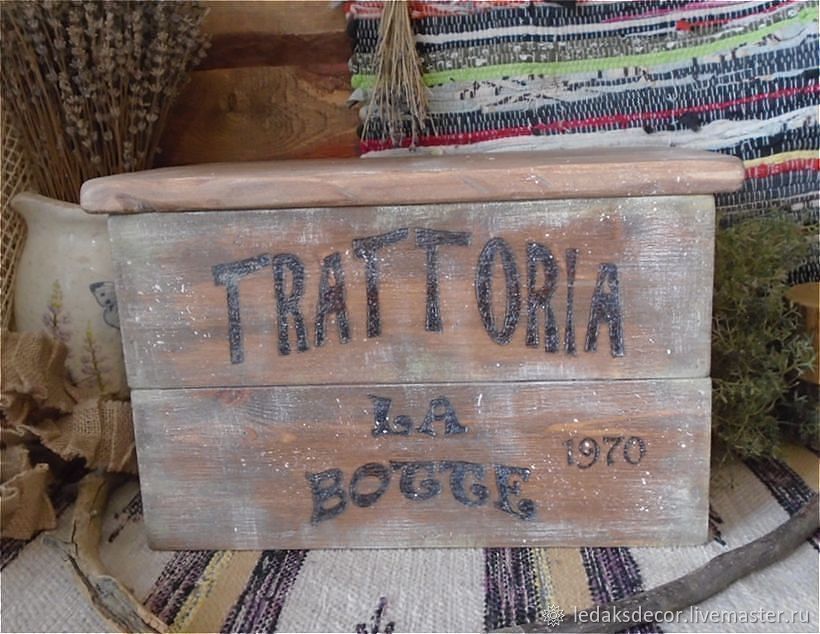 TRATTORIA
LA
1970
BOTTE
ledaksdecor.livemaster.ru